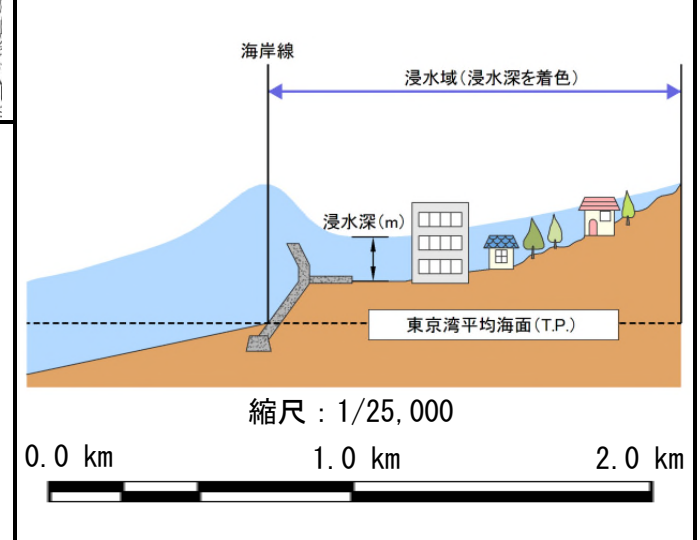 海岸線
浸水域(浸水深を着色)
浸水深(m)
東京湾平均海面(T.P.)
縮尺：1/25,000
0.0 km 1.0 km 2.0 km